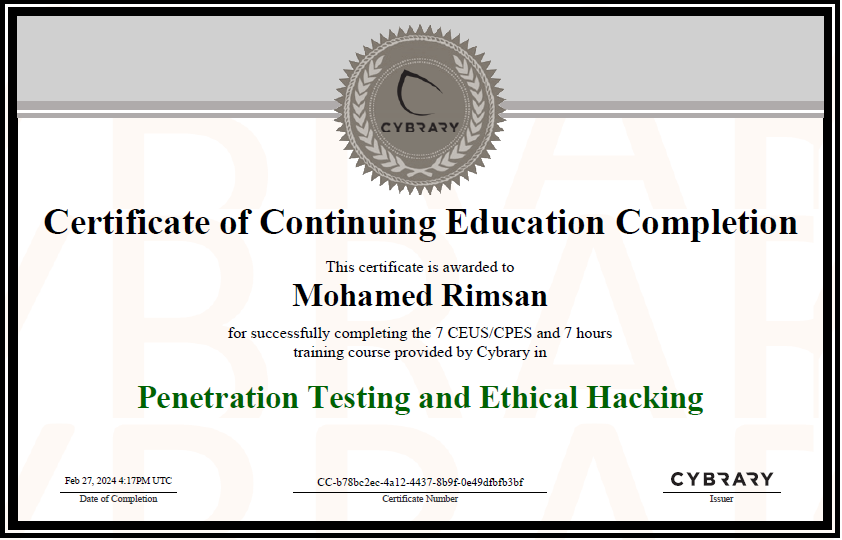 CYBRARY
Certificate of Continuing Education Completion
This certificate is awarded to
Mohamed Rimsan
for successfully completing the 7 CEUS/CPES and 7 hours
training course provided by Cybrary in
Penetration Testing and Ethical Hacking
Feb 27, 2024 4:17PM UTC
Date of Completion
CC-b78bc2ec-4a12-4437-8b9f-0e49dfbfb3bf
Certificate Number
CYBRARY
Issuer